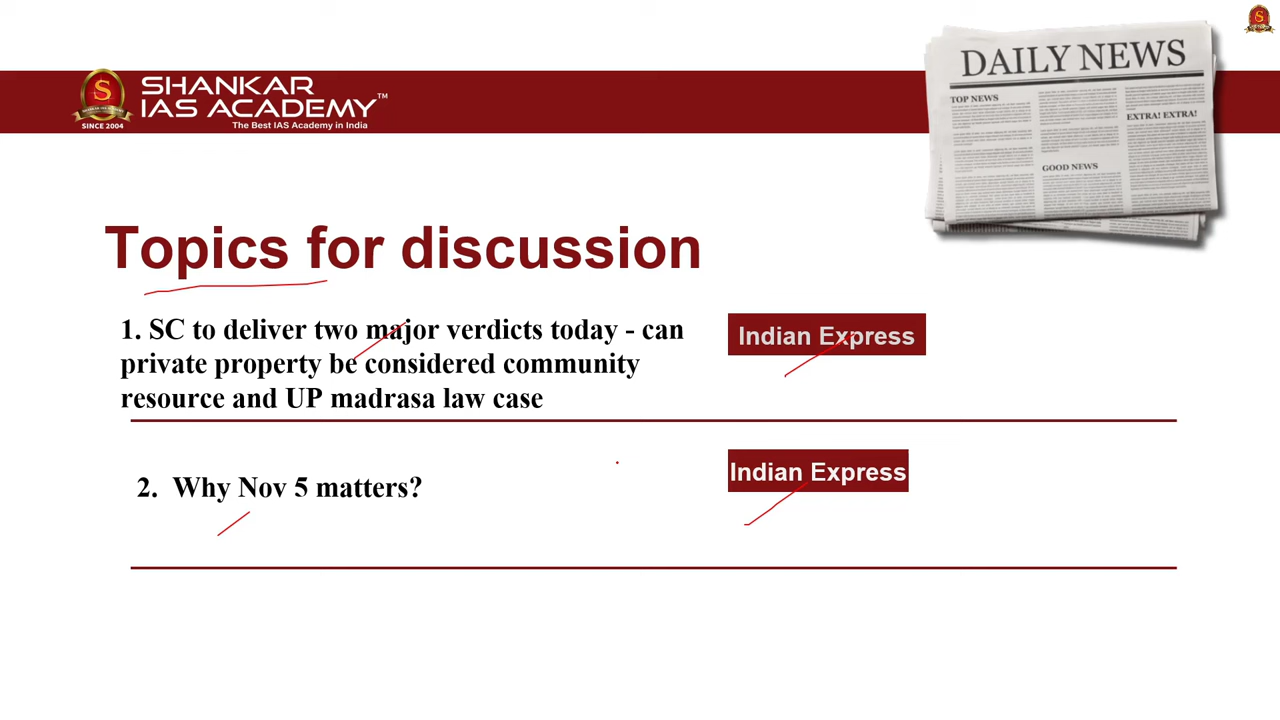 SHANKAR
IAS ACADEMY™
The Best IAS Academy in India
SINCE 2004
DAILY NEWS
TOP NEWS
EXTRA! EXTRA!
GOOD NEWS
Topics for discussion
1. SC to deliver two major verdicts today - can
private property be considered community
resource and UP madrasa law case
Indian Express
2. Why Nov 5 matters?
Indian Express